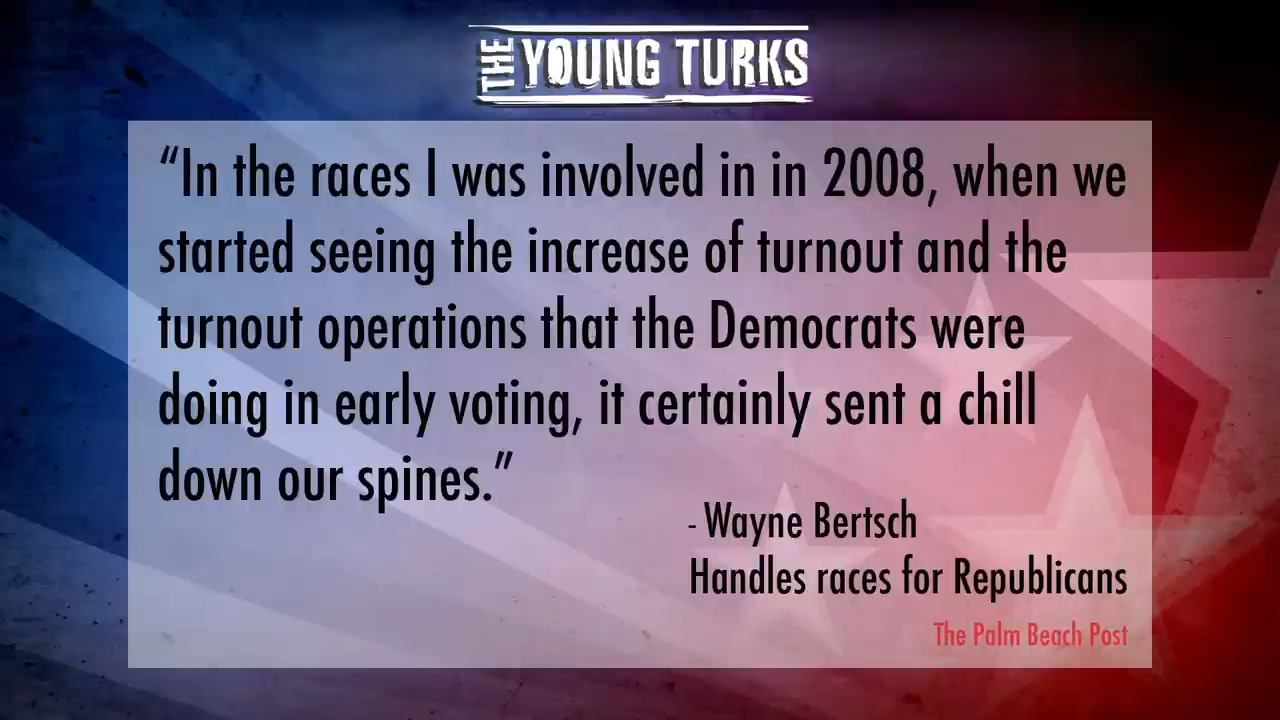 THE YOUNG TURKS
“In the races I was involved in in 2008, when we
started seeing the increase of turnout and the
turnout operations that the Democrats were
doing in early voting, it certainly sent a chill
down our spines.”
- Wayne Bertsch
Handles races for Republicans
The Palm Beach Post